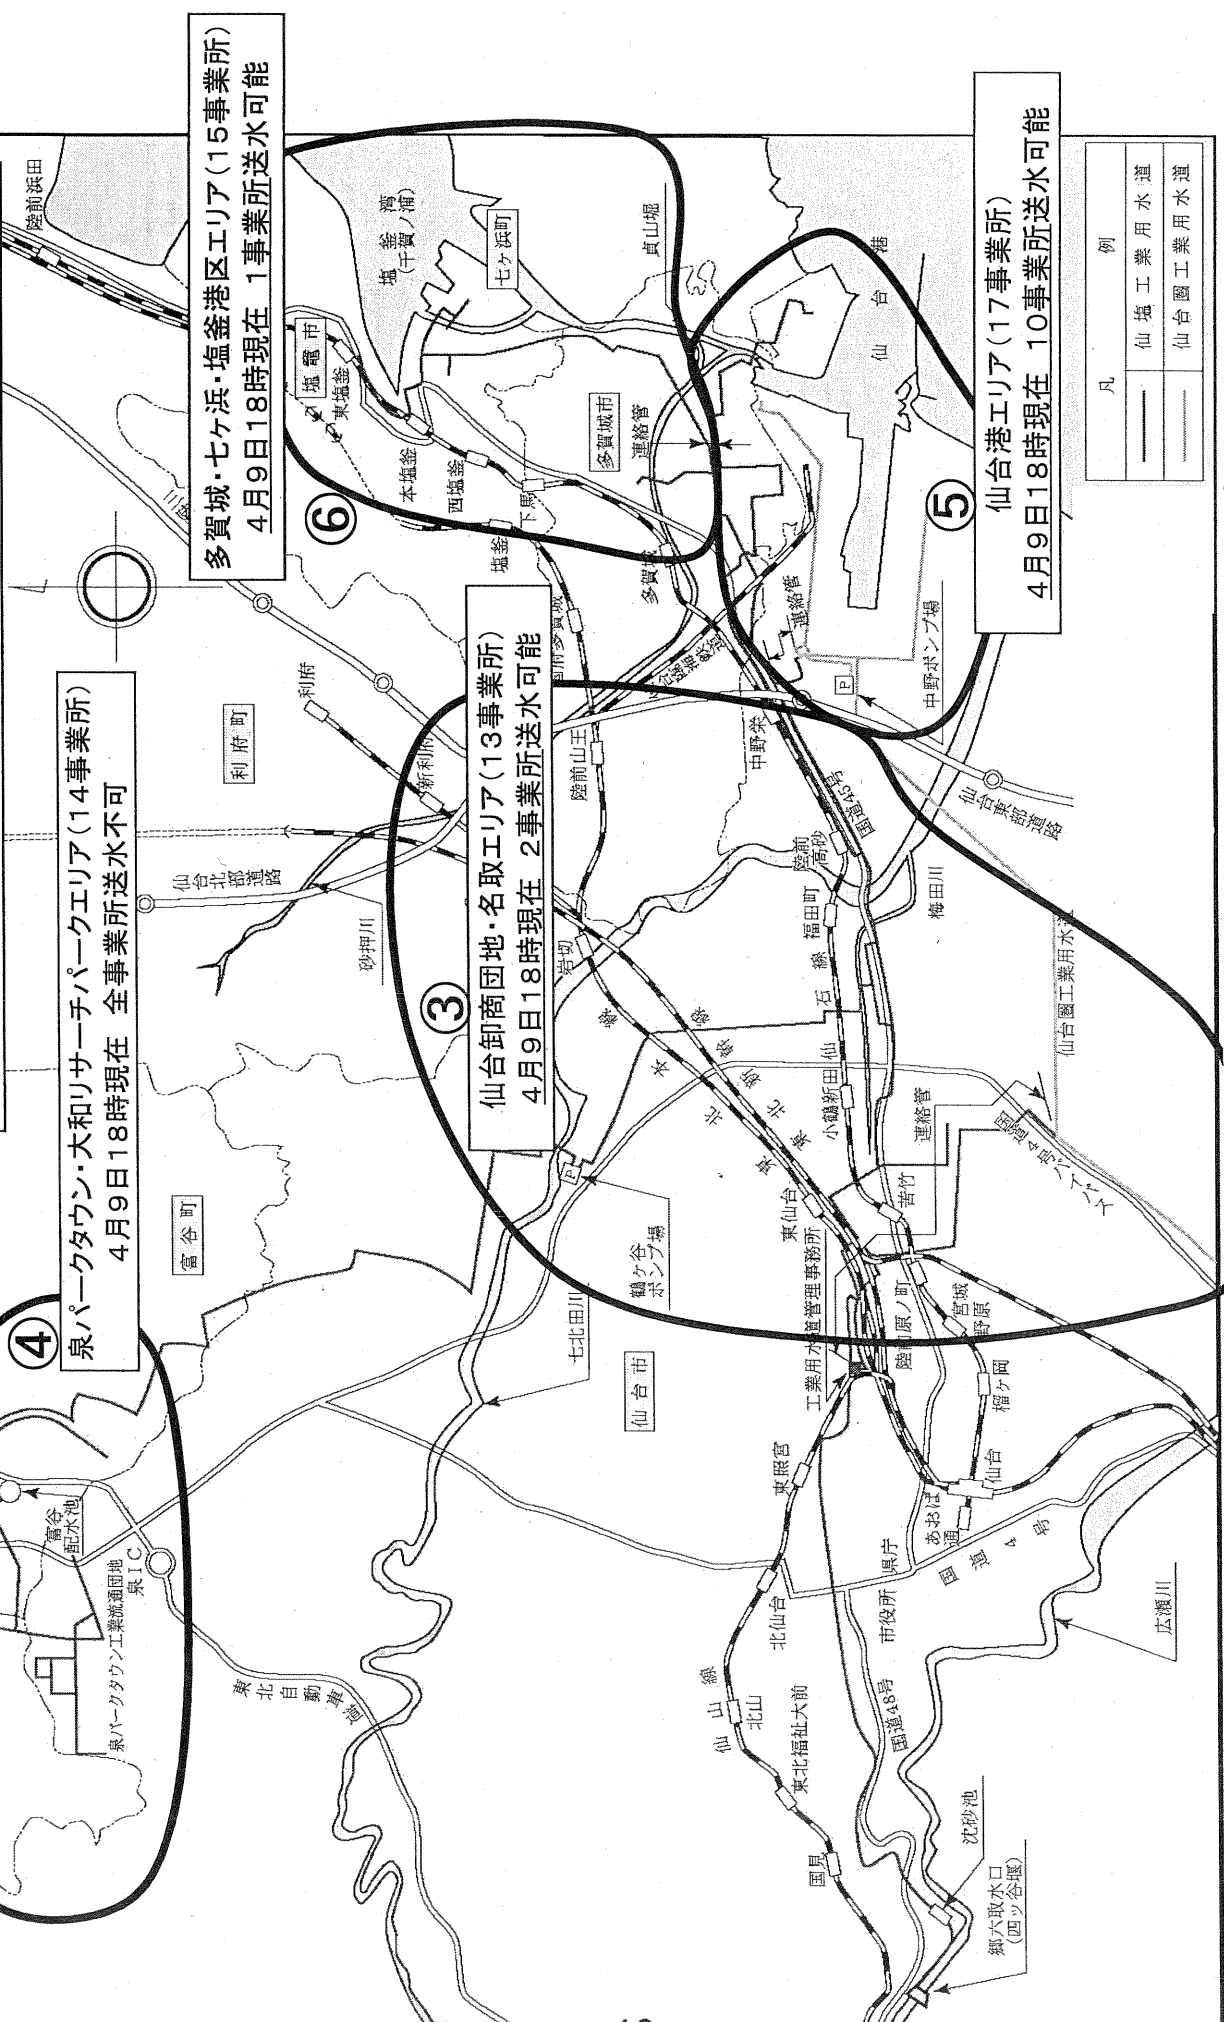 ④
泉パークタウン・大和リサーチパークエリア(14事業所)
4月9日18時現在 全事業所送水不可
⑥
多賀城・七ヶ浜・塩釜港区エリア(15事業所)
4月9日18時現在 1事業所送水可能
③
仙台卸商団地・名取エリア(13事業所)
4月9日18時現在 2事業所送水可能
⑤
仙台港エリア(17事業所)
4月9日18時現在 10事業所送水可能
凡 例
仙塩工業用水道
仙台圏工業用水道
陸前浜田
塩釜湾
(千賀ノ浦)
七ヶ浜町
塩竈市
東塩釜
本塩釜
西塩釜
下馬
塩釜
貞山堀
多賀城市
連絡管
多賀城
仙台港
連絡管
P
中野ポンプ場
中野栄
国道45号
仙台東部道路
利府
利府町
新利府
陸前山王
仙台北部道路
砂押川
岩切
陸前高砂
福田町
梅田川
仙石線
小鶴新田
連絡管
国道4号バイパス
苦竹
東北本線
東北新幹線
東仙台
富谷町
P
鶴ヶ谷
ポンプ場
七北田川
仙台市
工業用水道管理事務所
陸前原ノ町
宮城野原
榴ヶ岡
仙台
あおば通
東照宮
北仙台
県庁
市役所
国道4号
富谷
配水池
泉IC
泉パークタウン工業流通団地
東北自動車道
仙山線
北山
東北福祉大前
国見
国道48号
広瀬川
沈砂池
郷六取水口
(四ツ谷堰)